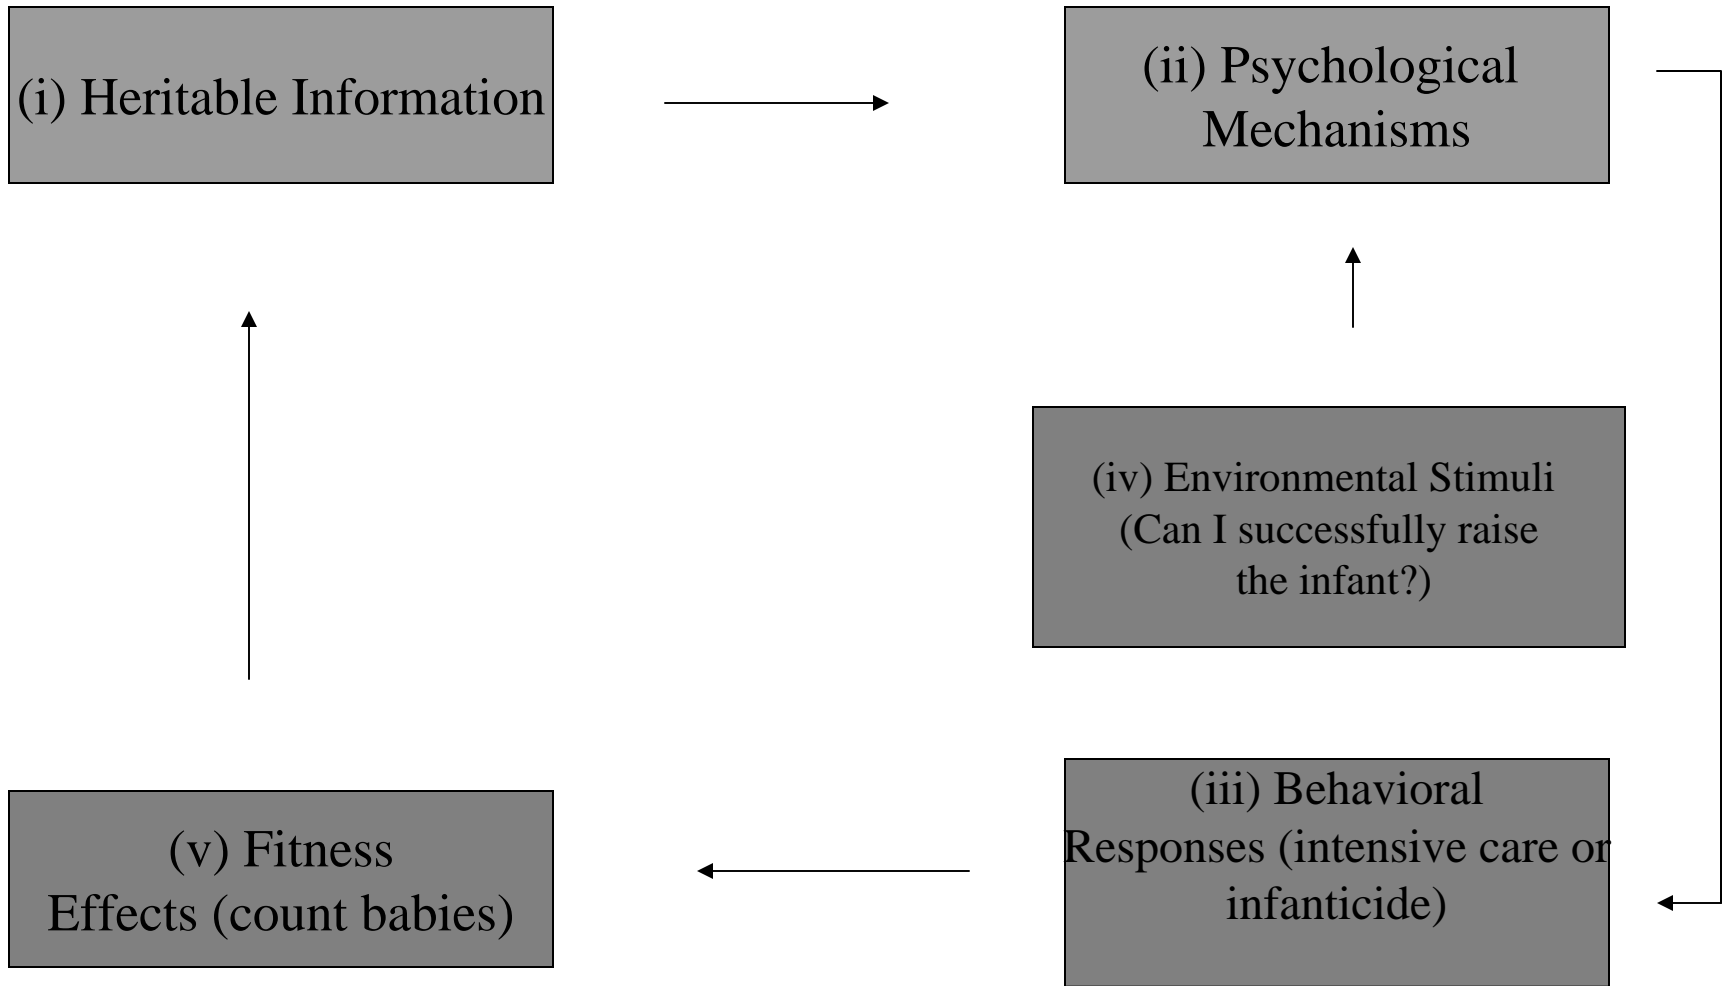 (i) Heritable Information
(ii) Psychological
Mechanisms
(iv) Environmental Stimuli
(Can I successfully raise
the infant?)
(iii) Behavioral
Responses (intensive care or
infanticide)
(v) Fitness
Effects (count babies)